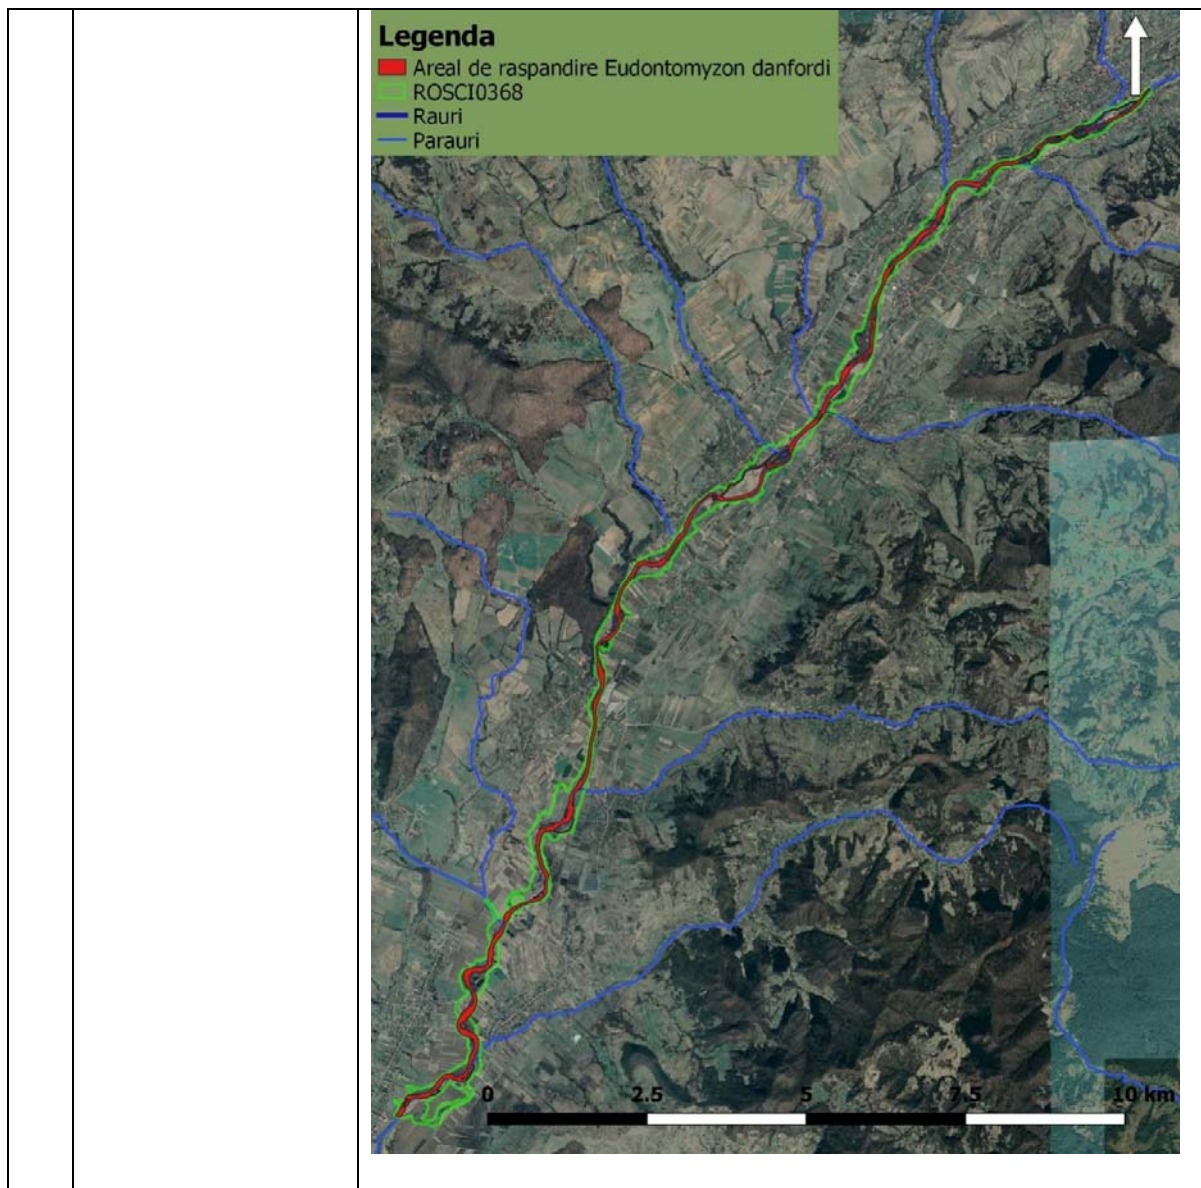 Legenda
Areal de raspandire Eudontomyzon danfordi
ROSCI0368
Rauri
Parauri
0 2.5 5 7.5 10 km